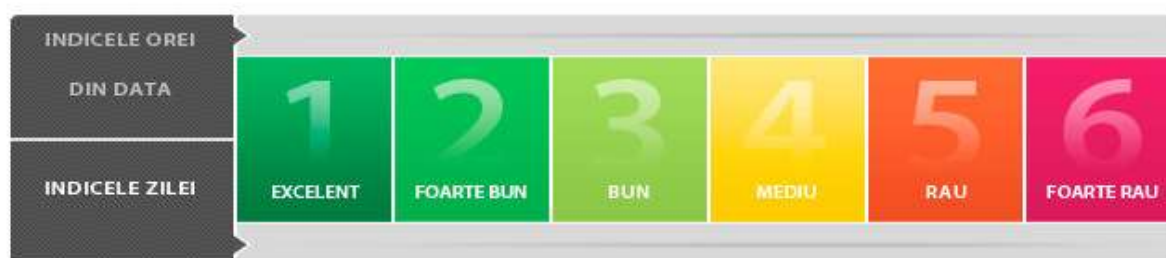 INDICELE OREI
DIN DATA
INDICELE ZILEI
1
EXCELENT
2
FOARTE BUN
3
BUN
4
MEDIU
5
RAU
6
FOARTE RAU